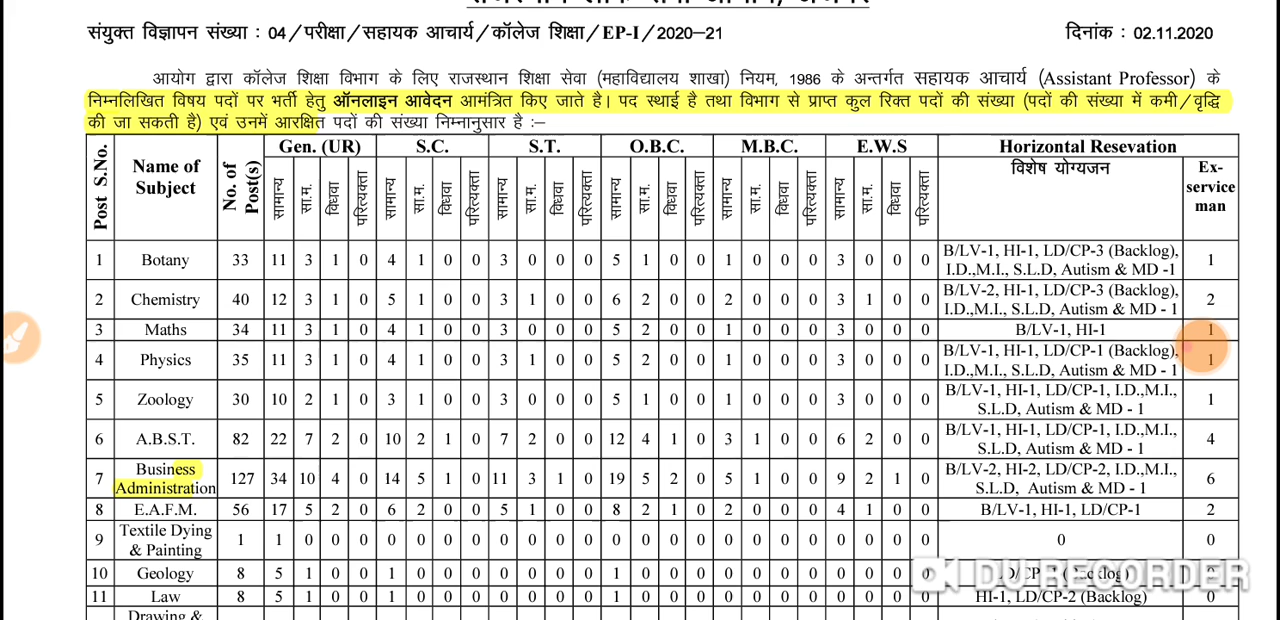 संयुक्त विज्ञापन संख्या : 04/परीक्षा/सहायक आचार्य/कॉलेज शिक्षा/EP-I/2020-21 दिनांक : 02.11.2020
आयोग द्वारा कॉलेज शिक्षा विभाग के लिए राजस्थान शिक्षा सेवा (महाविद्यालय शाखा) नियम, 1986 के अन्तर्गत सहायक आचार्य (Assistant Professor) के
निम्नलिखित विषय पदों पर भर्ती हेतु ऑनलाइन आवेदन आमंत्रित किए जाते है। पद स्थाई है तथा विभाग से प्राप्त कुल रिक्त पदों की संख्या (पदों की संख्या में कमी/वृद्धि
की जा सकती है) एवं उनमें आरक्षित पदों की संख्या निम्नानुसार है :–
Post S.No. Name of Subject No. of Post(s) Gen. (UR) S.C. S.T. O.B.C. M.B.C. E.W.S Horizontal Resevation
सामान्य सा.म. विधवा परित्यक्ता सामान्य सा.म. विधवा परित्यक्ता सामान्य सा.म. विधवा परित्यक्ता सामान्य सा.म. विधवा परित्यक्ता सामान्य सा.म. विधवा परित्यक्ता सामान्य सा.म. विधवा परित्यक्ता विशेष योग्यजन Ex-service man
1 Botany 33 11 3 1 0 4 1 0 0 3 0 0 0 5 1 0 0 1 0 0 0 3 0 0 0 B/LV-1, HI-1, LD/CP-3 (Backlog), I.D.,M.I., S.L.D, Autism & MD -1 1
2 Chemistry 40 12 3 1 0 5 1 0 0 3 1 0 0 6 2 0 0 2 0 0 0 3 1 0 0 B/LV-2, HI-1, LD/CP-3 (Backlog), I.D.,M.I., S.L.D, Autism & MD - 1 2
3 Maths 34 11 3 1 0 4 1 0 0 3 0 0 0 5 2 0 0 1 0 0 0 3 0 0 0 B/LV-1, HI-1 1
4 Physics 35 11 3 1 0 4 1 0 0 3 1 0 0 5 2 0 0 1 0 0 0 3 0 0 0 B/LV-1, HI-1, LD/CP-1 (Backlog), I.D.,M.I., S.L.D, Autism & MD - 1 1
5 Zoology 30 10 2 1 0 3 1 0 0 3 0 0 0 5 1 0 0 1 0 0 0 3 0 0 0 B/LV-1, HI-1, LD/CP-1, I.D.,M.I., S.L.D, Autism & MD - 1 1
6 A.B.S.T. 82 22 7 2 0 10 2 1 0 7 2 0 0 12 4 1 0 3 1 0 0 6 2 0 0 B/LV-1, HI-1, LD/CP-1, I.D.,M.I., S.L.D, Autism & MD - 1 4
7 Business Administration 127 34 10 4 0 14 5 1 0 11 3 1 0 19 5 2 0 5 1 0 0 9 2 1 0 B/LV-2, HI-2, LD/CP-2, I.D.,M.I., S.L.D, Autism & MD - 1 6
8 E.A.F.M. 56 17 5 2 0 6 2 0 0 5 1 0 0 8 2 1 0 2 0 0 0 4 1 0 0 B/LV-1, HI-1, LD/CP-1 2
9 Textile Dying & Painting 1 1 0 0 0 0 0 0 0 0 0 0 0 0 0 0 0 0 0 0 0 0 0 0 0 0 0
10 Geology 8 5 1 0 0 1 0 0 0 0 0 0 0 1 0 0 0 0 0 0 0 0 0 0 0 (Backlog) 0
11 Law 8 5 1 0 0 1 0 0 0 0 0 0 0 1 0 0 0 0 0 0 0 0 0 0 0 HI-1, LD/CP-2 (Backlog) 0
Drawing &
DU RECORDER